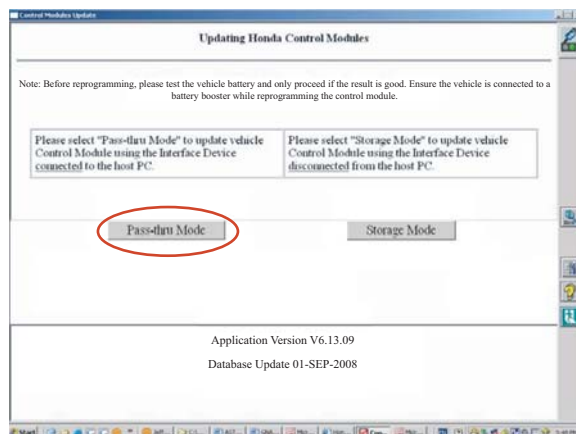 Control Modules Update
Updating Honda Control Modules
Note: Before reprogramming, please test the vehicle battery and only proceed if the result is good. Ensure the vehicle is connected to a
battery booster while reprogramming the control module.
Please select "Pass-thru Mode" to update vehicle
Control Module using the Interface Device
connected to the host PC.
Please select "Storage Mode" to update vehicle
Control Module using the Interface Device
disconnected from the host PC.
Pass-thru Mode
Storage Mode
Application Version V6.13.09
Database Update 01-SEP-2008
Start